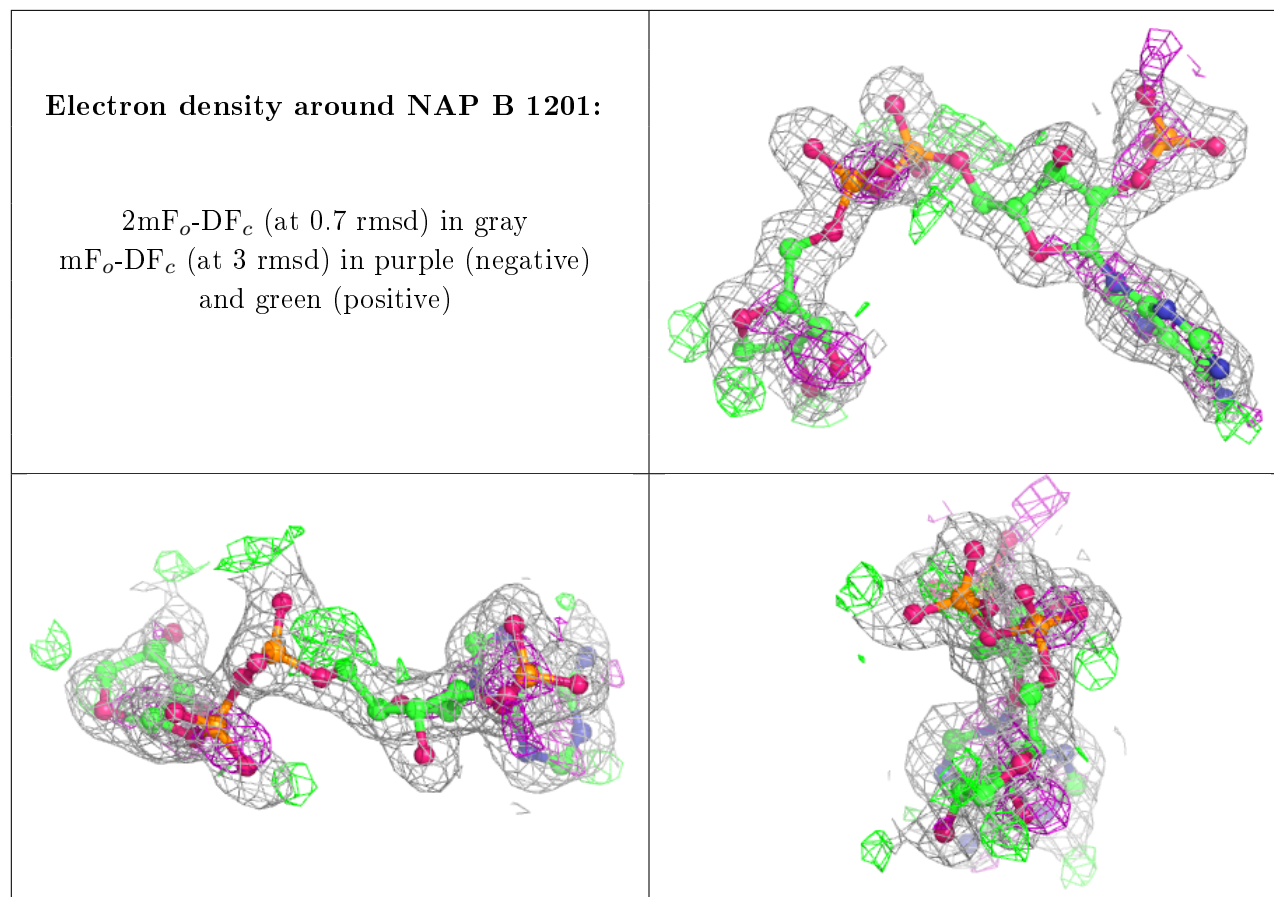 Electron density around NAP B 1201:
2mFₒ-DF𝒸 (at 0.7 rmsd) in gray
mFₒ-DF𝒸 (at 3 rmsd) in purple (negative)
and green (positive)